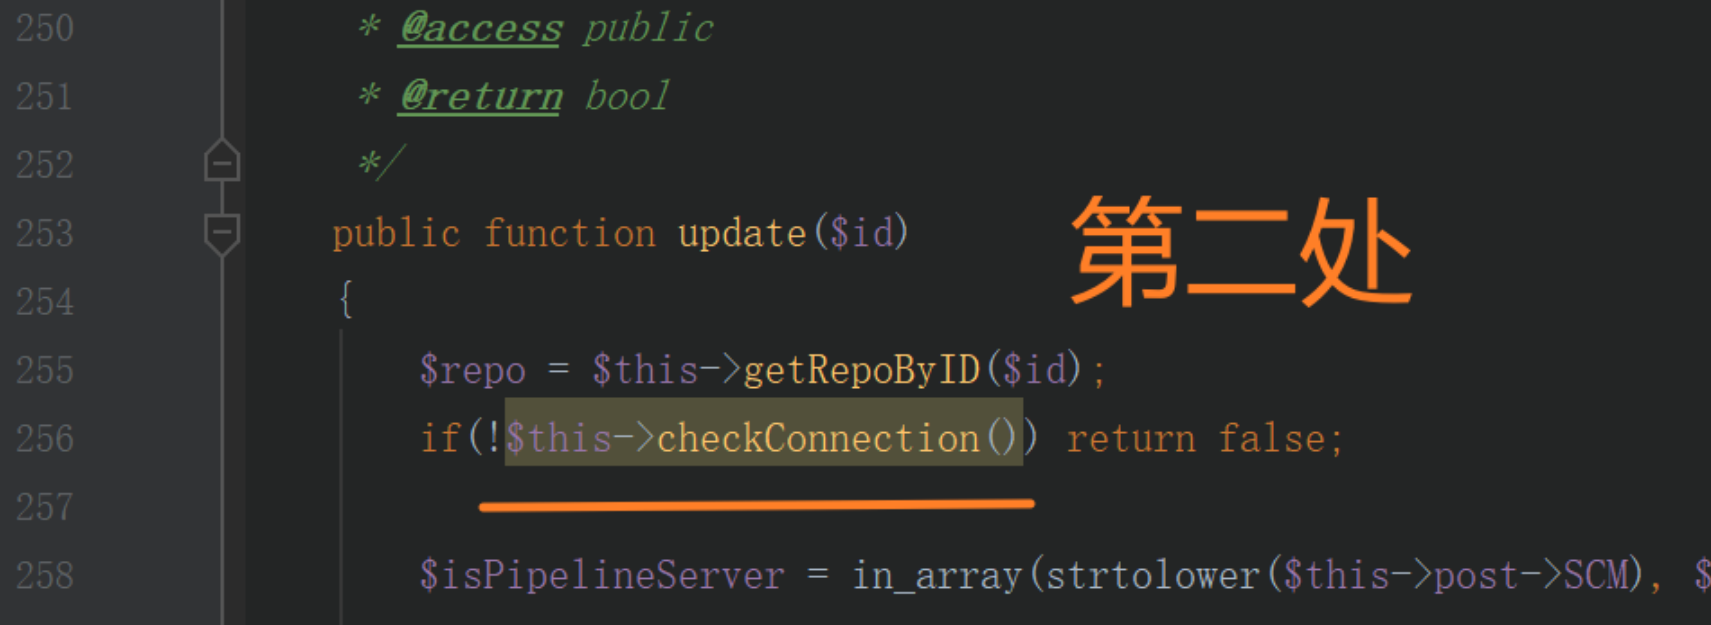 250 * @access public
251 * @return bool
252 */
253 public function update($id)
第二处
254 {
255 $repo = $this->getRepoByID($id);
256 if(!$this->checkConnection()) return false;
257
258 $isPipelineServer = in_array(strtolower($this->post->SCM), $